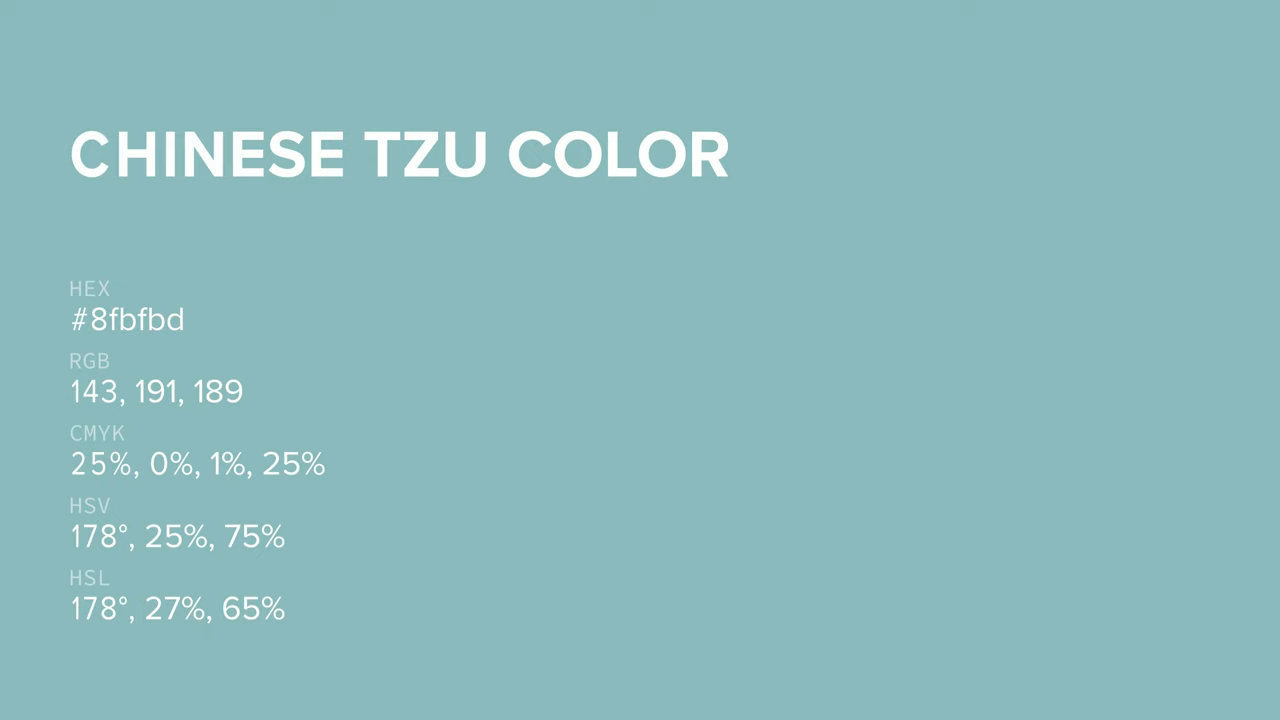 CHINESE TZU COLOR
HEX
#8fbfbd
RGB
143, 191, 189
CMYK
25%, 0%, 1%, 25%
HSV
178°, 25%, 75%
HSL
178°, 27%, 65%